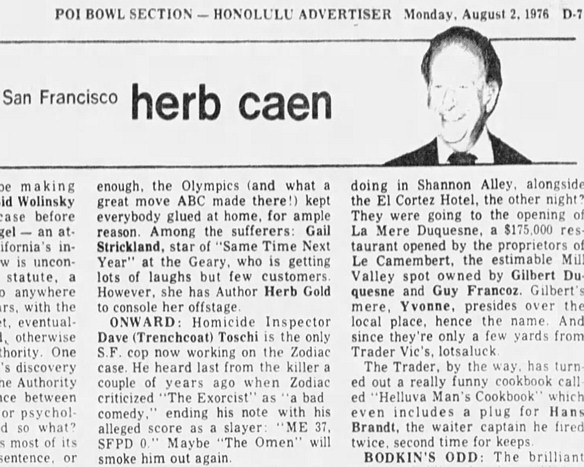 POI BOWL SECTION — HONOLULU ADVERTISER Monday, August 2, 1976 D-7
San Francisco herb caen
be making
id Wolinsky
case before
gel — an at-
ifornia's in-
w is uncon-
statute, a
o anywhere
rs, with the
t, eventual-
, otherwise
thority. One
's discovery
he Authority
ce between
or psychol-
d so what?
s most of its
sentence, or
enough, the Olympics (and what a
great move ABC made there!) kept
everybody glued at home, for ample
reason. Among the sufferers: Gail
Strickland, star of "Same Time Next
Year" at the Geary, who is getting
lots of laughs but few customers.
However, she has Author Herb Gold
to console her offstage.
ONWARD: Homicide Inspector
Dave (Trenchcoat) Toschi is the only
S.F. cop now working on the Zodiac
case. He heard last from the killer a
couple of years ago when Zodiac
criticized "The Exorcist" as "a bad
comedy," ending his note with his
alleged score as a slayer: "ME 37,
SFPD 0." Maybe "The Omen" will
smoke him out again.
doing in Shannon Alley, alongside
the El Cortez Hotel, the other night?
They were going to the opening of
La Mere Duquesne, a $175,000 res-
taurant opened by the proprietors of
Le Camembert, the estimable Mill
Valley spot owned by Gilbert Du-
quesne and Guy Francoz. Gilbert's
mere, Yvonne, presides over the
local place, hence the name. And
since they're only a few yards from
Trader Vic's, lotsaluck.
The Trader, by the way, has turn-
ed out a really funny cookbook call-
ed "Helluva Man's Cookbook" which
even includes a plug for Hans
Brandt, the waiter captain he fired
twice, second time for keeps.
BODKIN'S ODD: The brilliant